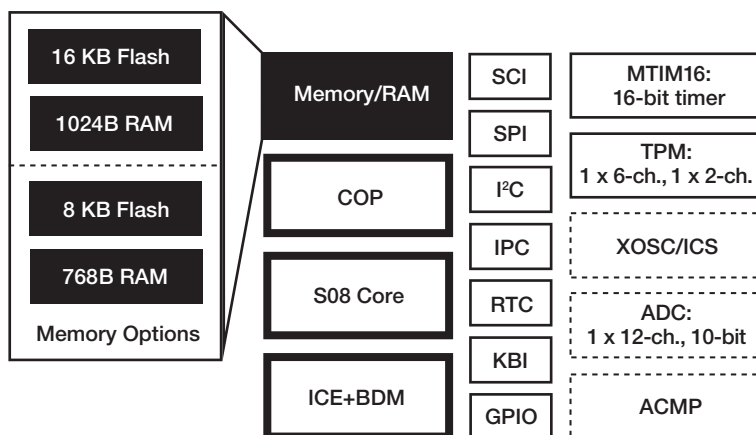 16 KB Flash
1024B RAM
8 KB Flash
768B RAM
Memory Options
Memory/RAM
COP
S08 Core
ICE+BDM
SCI
SPI
I²C
IPC
RTC
KBI
GPIO
MTIM16:
16-bit timer
TPM:
1 x 6-ch., 1 x 2-ch.
XOSC/ICS
ADC:
1 x 12-ch., 10-bit
ACMP